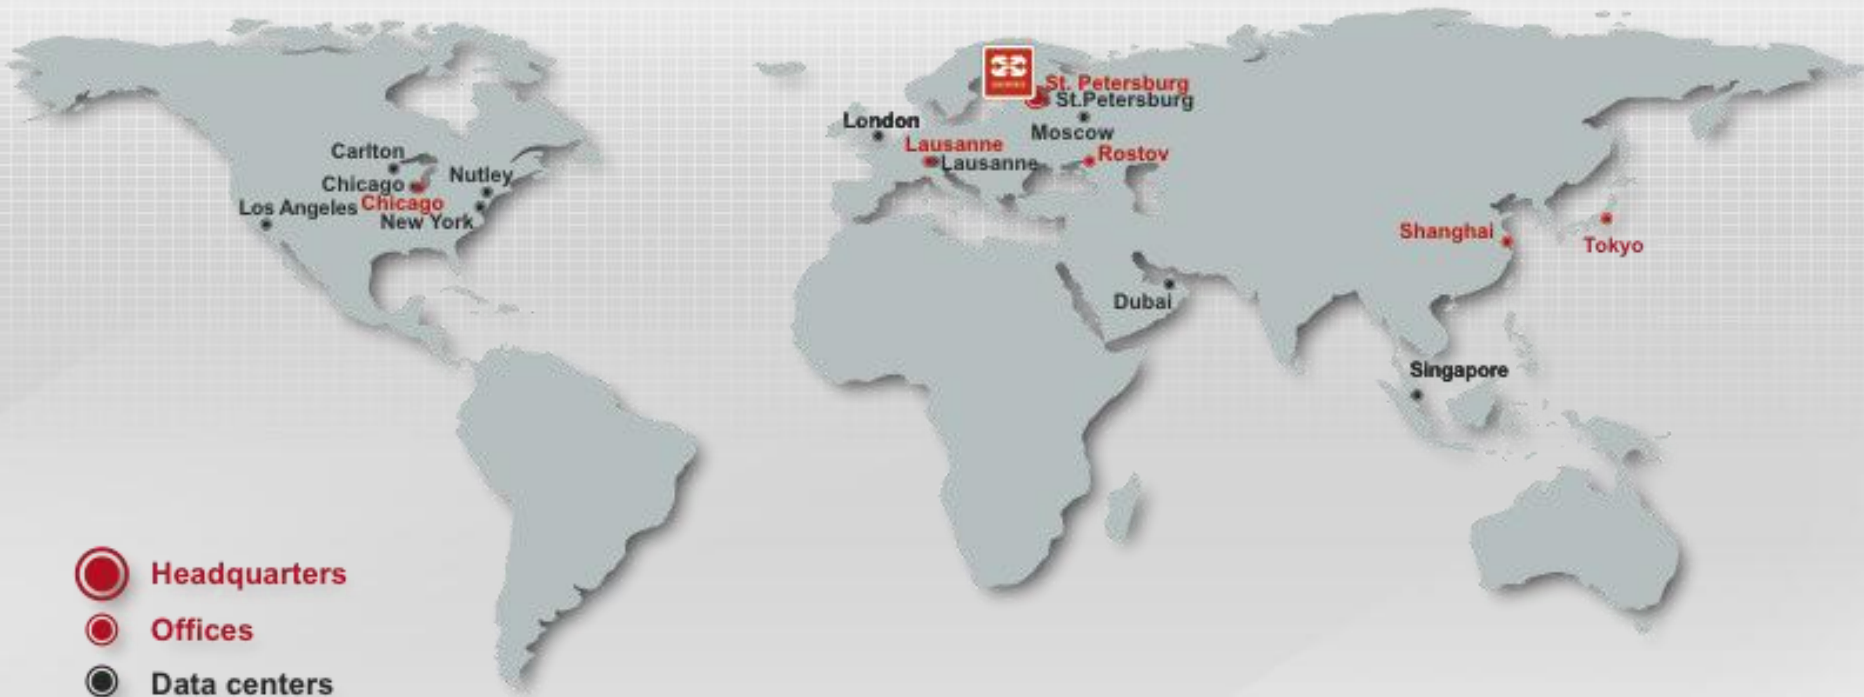 St. Petersburg
St.Petersburg
London
Moscow
Lausanne
Lausanne
Rostov
Carlton
Chicago
Nutley
Los Angeles
Chicago
New York
Shanghai
Tokyo
Dubai
Singapore
Headquarters
Offices
Data centers